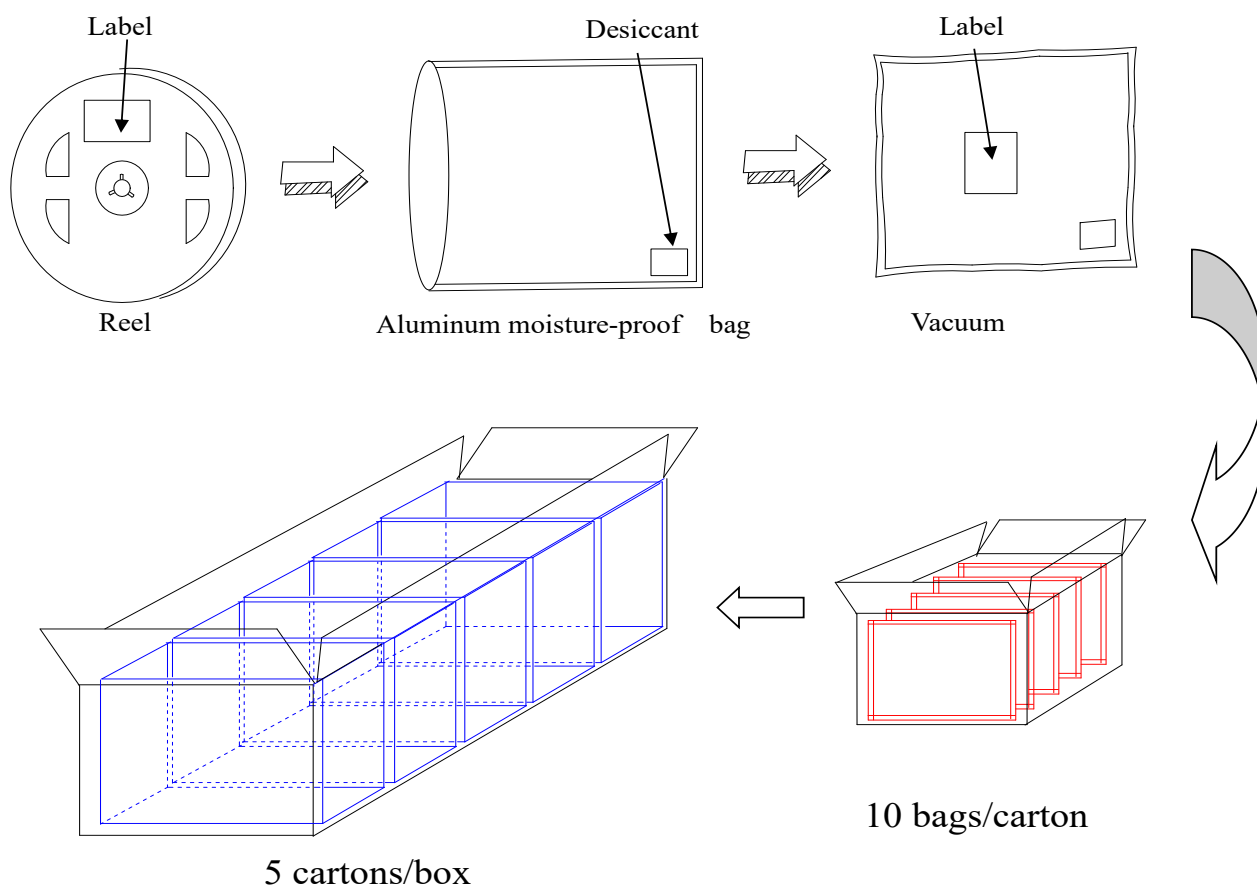 Label
Desiccant
Label
Reel
Aluminum moisture-proof bag
Vacuum
10 bags/carton
5 cartons/box